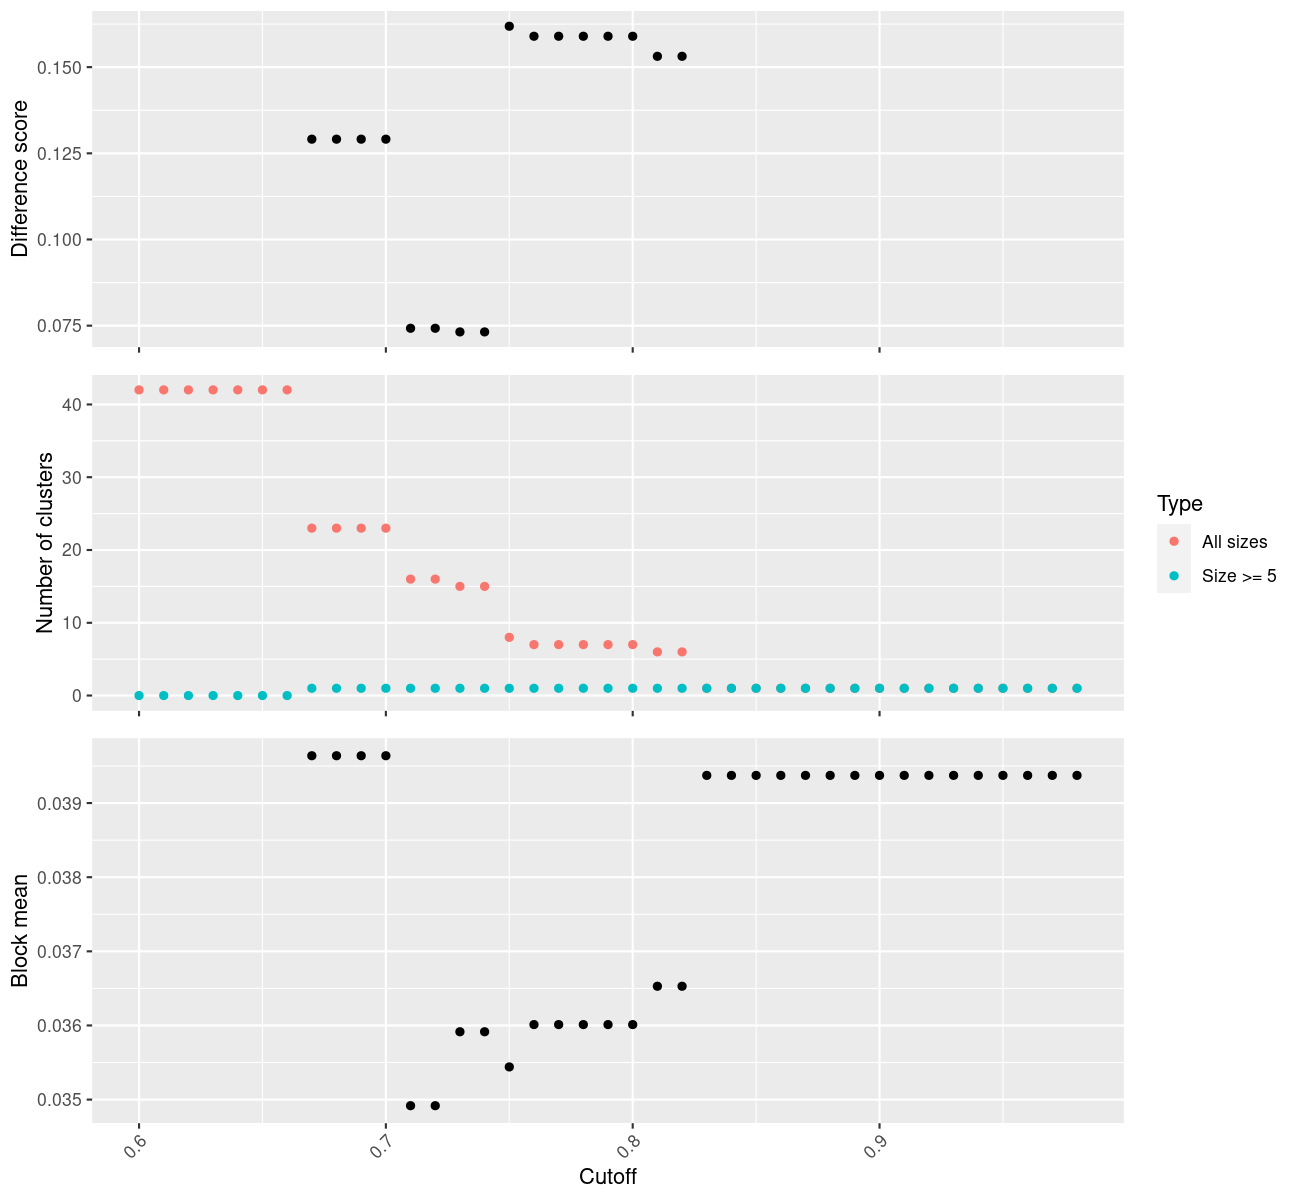 0.150
0.125
0.100
0.075
Difference score
40
30
20
10
0
Number of clusters
Type
All sizes
Size >= 5
0.039
0.038
0.037
0.036
0.035
Block mean
0.6
0.7
0.8
0.9
Cutoff